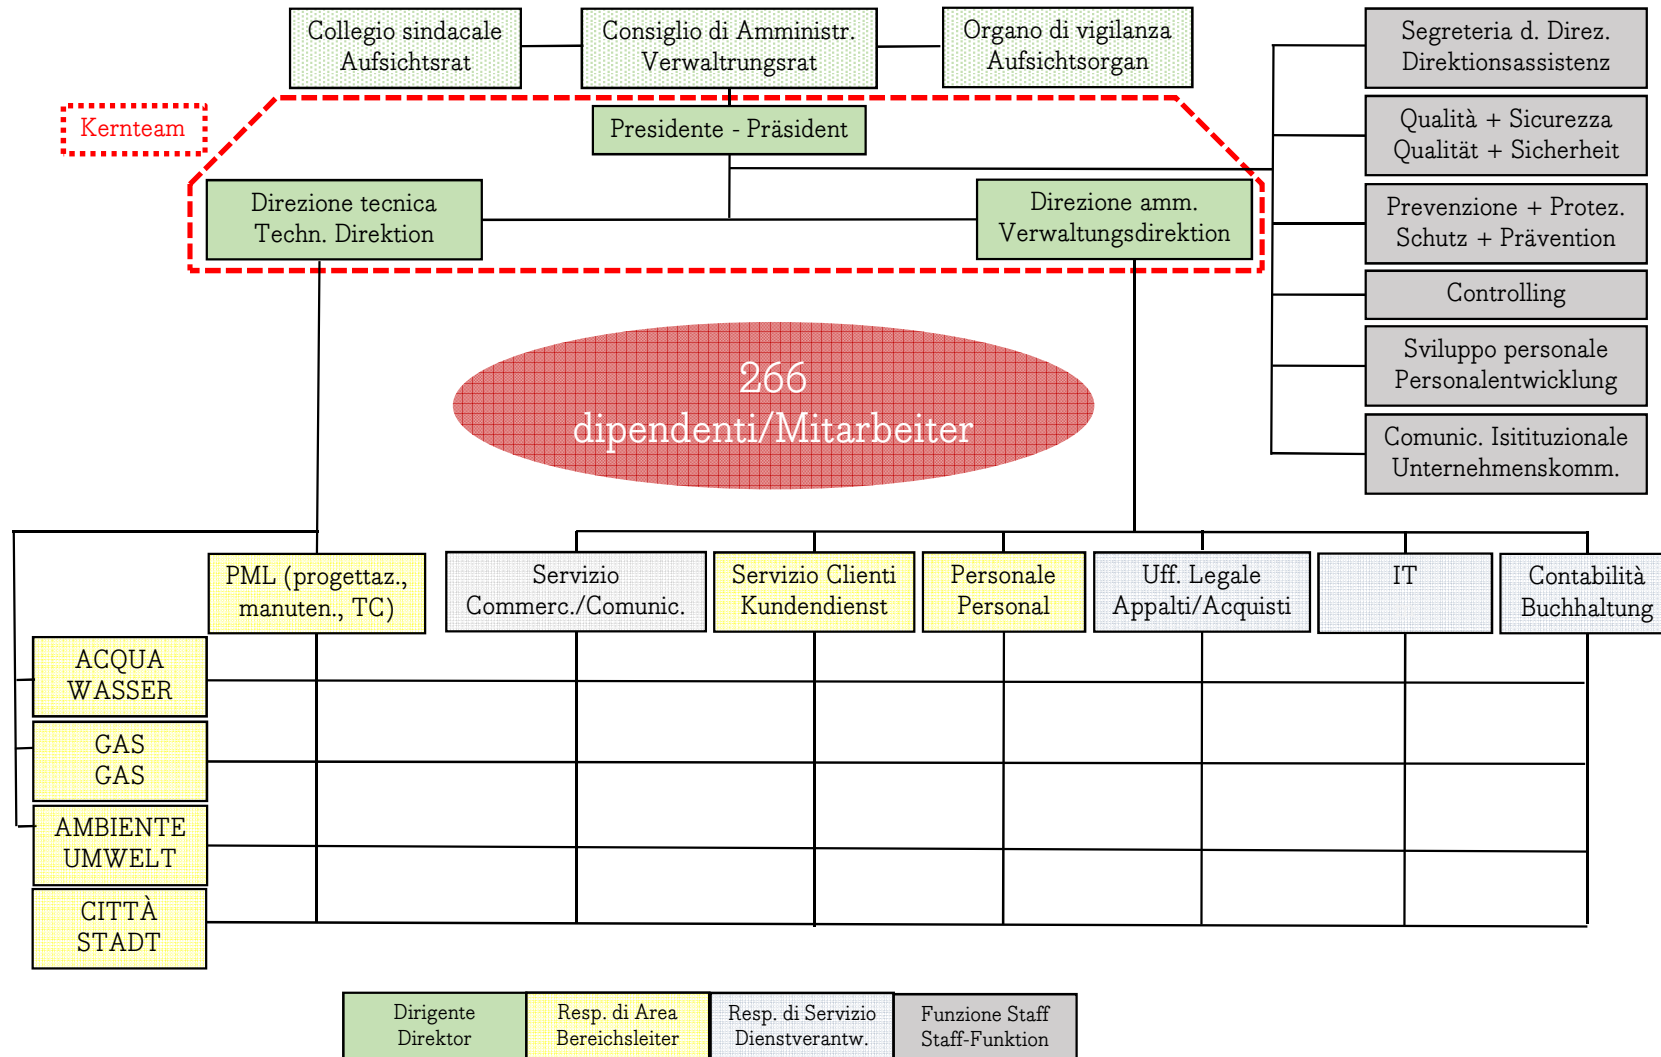 Collegio sindacale
Aufsichtsrat
Consiglio di Amministr.
Verwaltrungsrat
Organo di vigilanza
Aufsichtsorgan
Segreteria d. Direz.
Direktionsassistenz
Kernteam
Presidente - Präsident
Qualità + Sicurezza
Qualität + Sicherheit
Direzione tecnica
Techn. Direktion
Direzione amm.
Verwaltungsdirektion
Prevenzione + Protez.
Schutz + Prävention
Controlling
Sviluppo personale
Personalentwicklung
Comunic. Isitituzionale
Unternehmenskomm.
266
dipendenti/Mitarbeiter
PML (progettaz.,
manuten., TC)
Servizio
Commerc./Comunic.
Servizio Clienti
Kundendienst
Personale
Personal
Uff. Legale
Appalti/Acquisti
IT
Contabilità
Buchhaltung
ACQUA
WASSER
GAS
GAS
AMBIENTE
UMWELT
CITTÀ
STADT
Dirigente
Direktor
Resp. di Area
Bereichsleiter
Resp. di Servizio
Dienstverantw.
Funzione Staff
Staff-Funktion